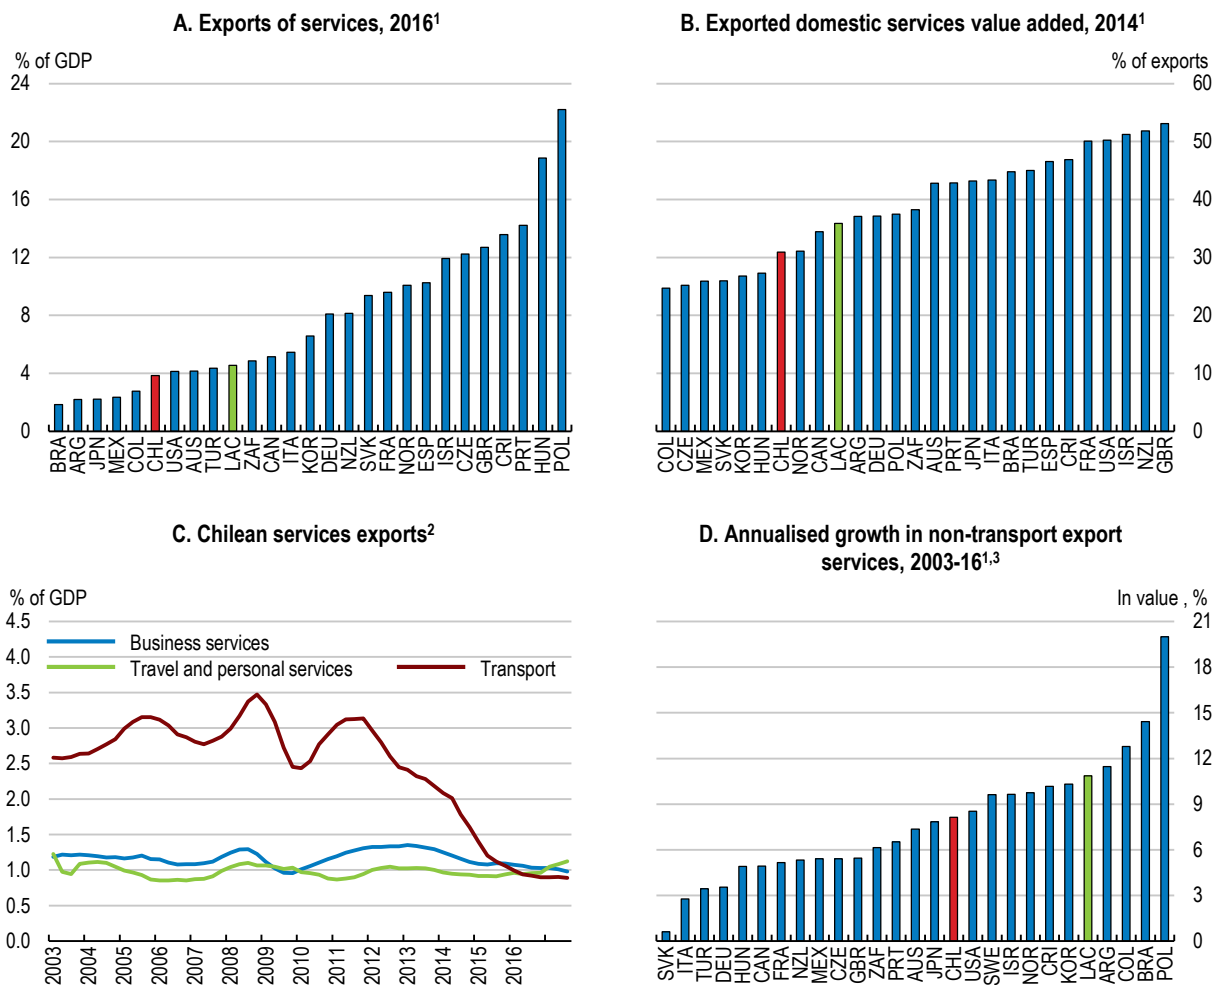 A. Exports of services, 2016¹
% of GDP
24
20
16
12
8
4
0
BRA ARG JPN MEX COL CHL USA AUS TUR LAC ZAF CAN ITA KOR DEU NZL SVK FRA NOR ESP ISR CZE GBR CRI PRT HUN POL
B. Exported domestic services value added, 2014¹
% of exports
60
50
40
30
20
10
0
COL CZE MEX SVK KOR HUN CHL NOR CAN LAC ARG DEU POL ZAF AUS PRT JPN ITA BRA TUR ESP CRI FRA USA ISR NZL GBR
C. Chilean services exports²
% of GDP
4.5
4.0
3.5
3.0
2.5
2.0
1.5
1.0
0.5
0.0
Business services
Travel and personal services
Transport
2003 2004 2005 2006 2007 2008 2009 2010 2011 2012 2013 2014 2015 2016
D. Annualised growth in non-transport export
services, 2003-16¹,³
In value , %
21
18
15
12
9
6
3
0
SVK ITA TUR DEU HUN CAN FRA NZL MEX CZE GBR ZAF PRT AUS JPN CHL USA SWE ISR NOR CRI KOR LAC ARG COL BRA POL